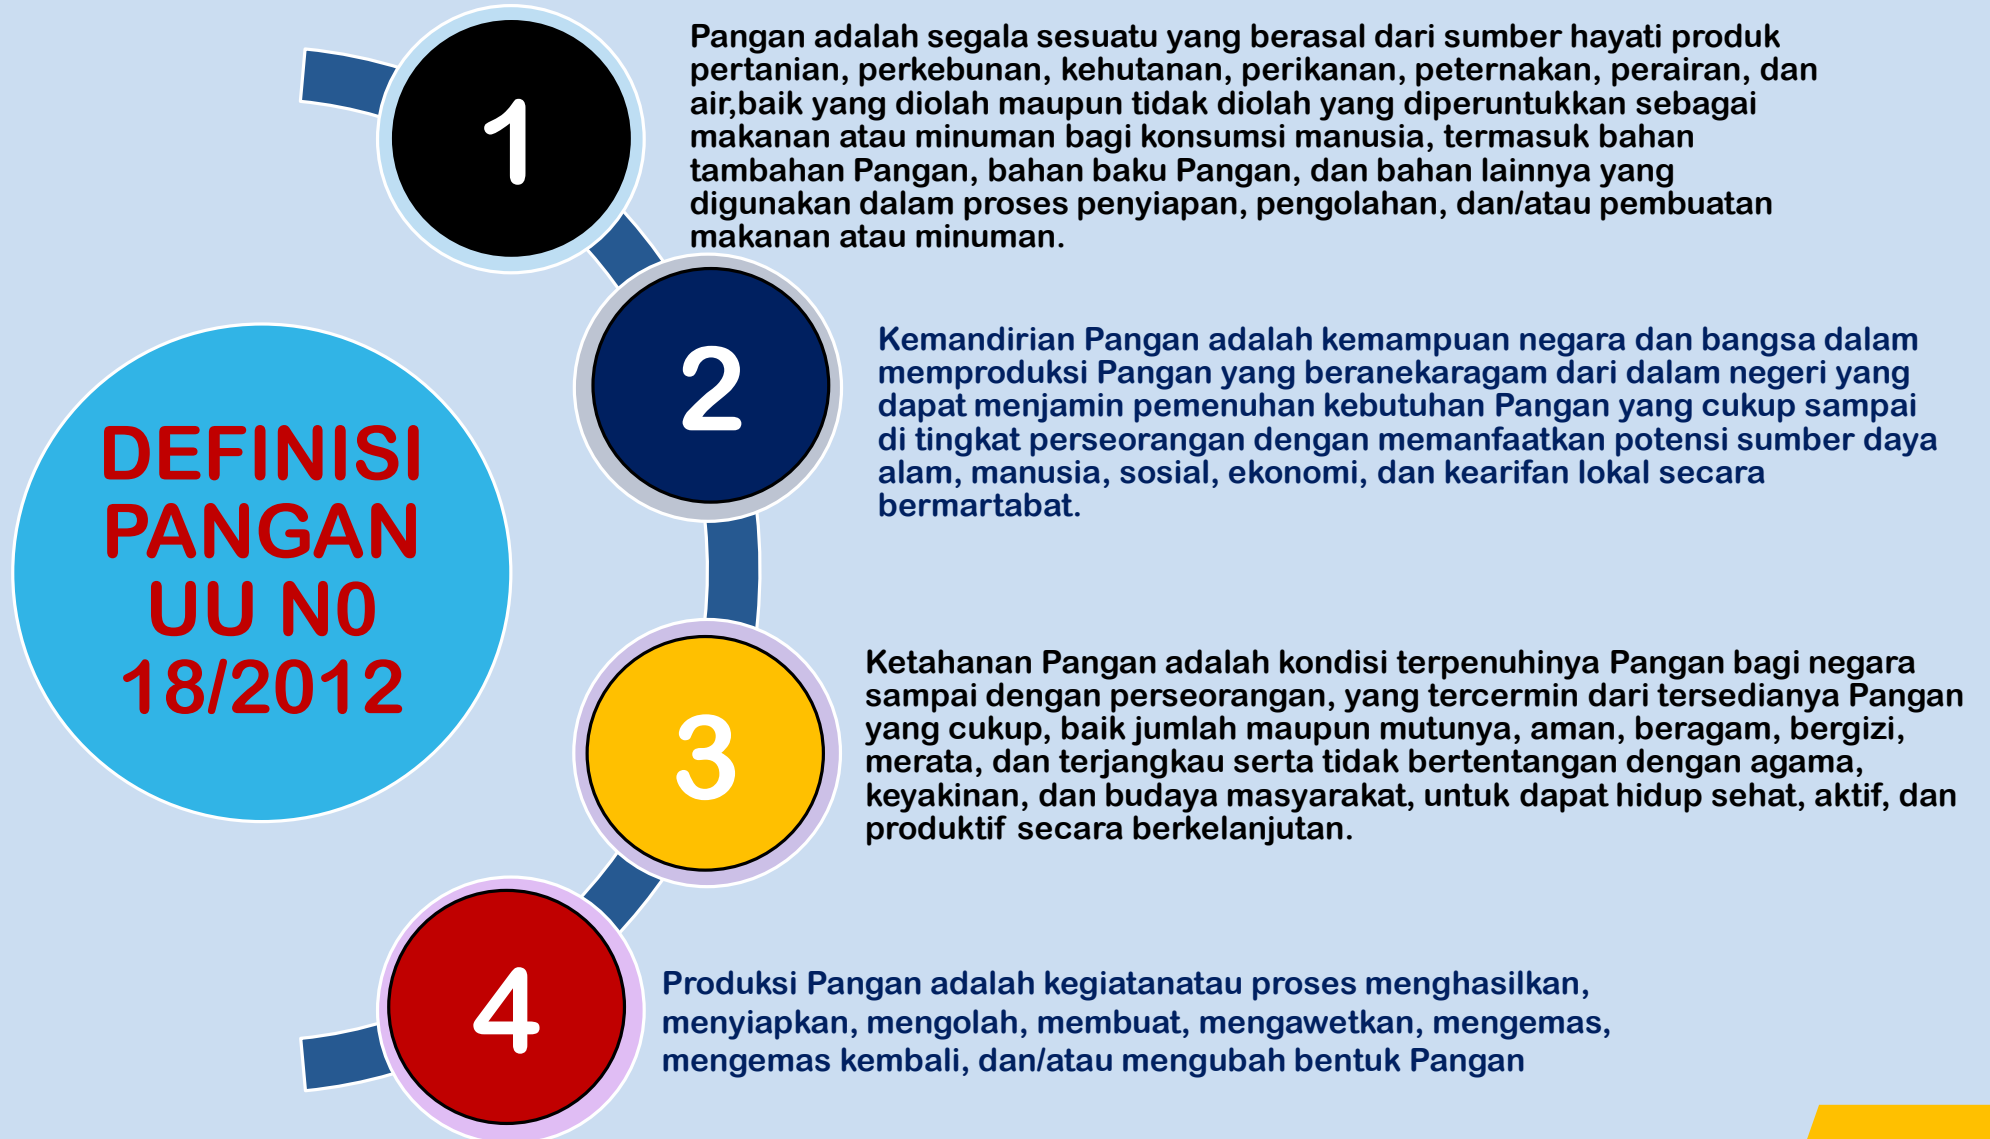 DEFINISI
PANGAN
UU N0
18/2012
1
Pangan adalah segala sesuatu yang berasal dari sumber hayati produk
pertanian, perkebunan, kehutanan, perikanan, peternakan, perairan, dan
air,baik yang diolah maupun tidak diolah yang diperuntukkan sebagai
makanan atau minuman bagi konsumsi manusia, termasuk bahan
tambahan Pangan, bahan baku Pangan, dan bahan lainnya yang
digunakan dalam proses penyiapan, pengolahan, dan/atau pembuatan
makanan atau minuman.
2
Kemandirian Pangan adalah kemampuan negara dan bangsa dalam
memproduksi Pangan yang beranekaragam dari dalam negeri yang
dapat menjamin pemenuhan kebutuhan Pangan yang cukup sampai
di tingkat perseorangan dengan memanfaatkan potensi sumber daya
alam, manusia, sosial, ekonomi, dan kearifan lokal secara
bermartabat.
3
Ketahanan Pangan adalah kondisi terpenuhinya Pangan bagi negara
sampai dengan perseorangan, yang tercermin dari tersedianya Pangan
yang cukup, baik jumlah maupun mutunya, aman, beragam, bergizi,
merata, dan terjangkau serta tidak bertentangan dengan agama,
keyakinan, dan budaya masyarakat, untuk dapat hidup sehat, aktif, dan
produktif secara berkelanjutan.
4
Produksi Pangan adalah kegiatanatau proses menghasilkan,
menyiapkan, mengolah, membuat, mengawetkan, mengemas,
mengemas kembali, dan/atau mengubah bentuk Pangan